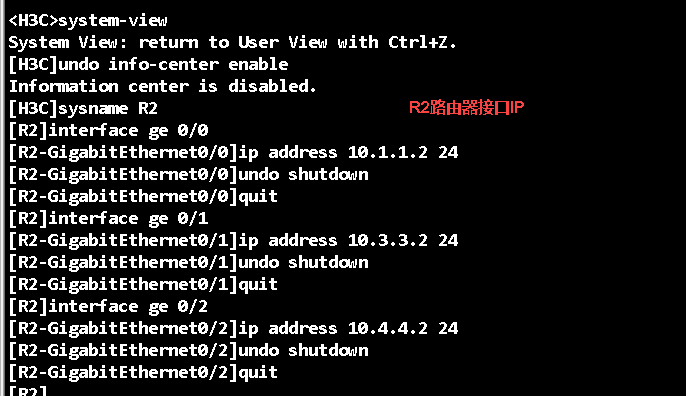 <H3C>system-view
System View: return to User View with Ctrl+Z.
[H3C]undo info-center enable
Information center is disabled.
[H3C]sysname R2
R2路由器接口IP
[R2]interface ge 0/0
[R2-GigabitEthernet0/0]ip address 10.1.1.2 24
[R2-GigabitEthernet0/0]undo shutdown
[R2-GigabitEthernet0/0]quit
[R2]interface ge 0/1
[R2-GigabitEthernet0/1]ip address 10.3.3.2 24
[R2-GigabitEthernet0/1]undo shutdown
[R2-GigabitEthernet0/1]quit
[R2]interface ge 0/2
[R2-GigabitEthernet0/2]ip address 10.4.4.2 24
[R2-GigabitEthernet0/2]undo shutdown
[R2-GigabitEthernet0/2]quit
[R2]